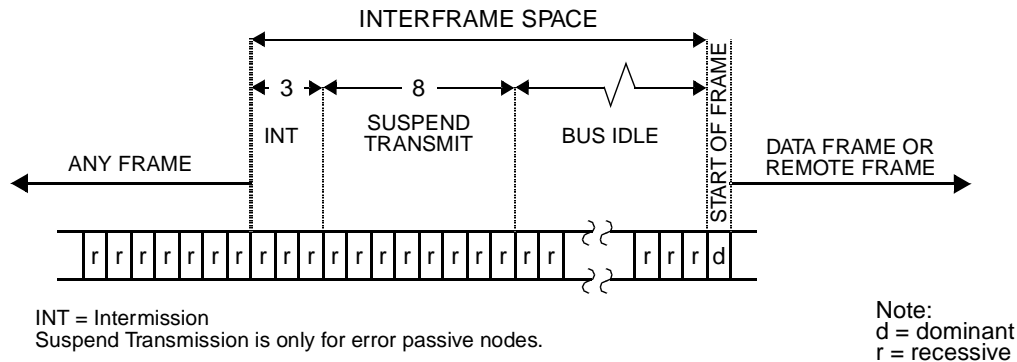 INTERFRAME SPACE
3
8
INT
SUSPEND
TRANSMIT
BUS IDLE
START OF FRAME
ANY FRAME
DATA FRAME OR
REMOTE FRAME
r r r r r r r r r r r r r r r r r r r r r r r d
INT = Intermission
Suspend Transmission is only for error passive nodes.
Note:
d = dominant
r = recessive